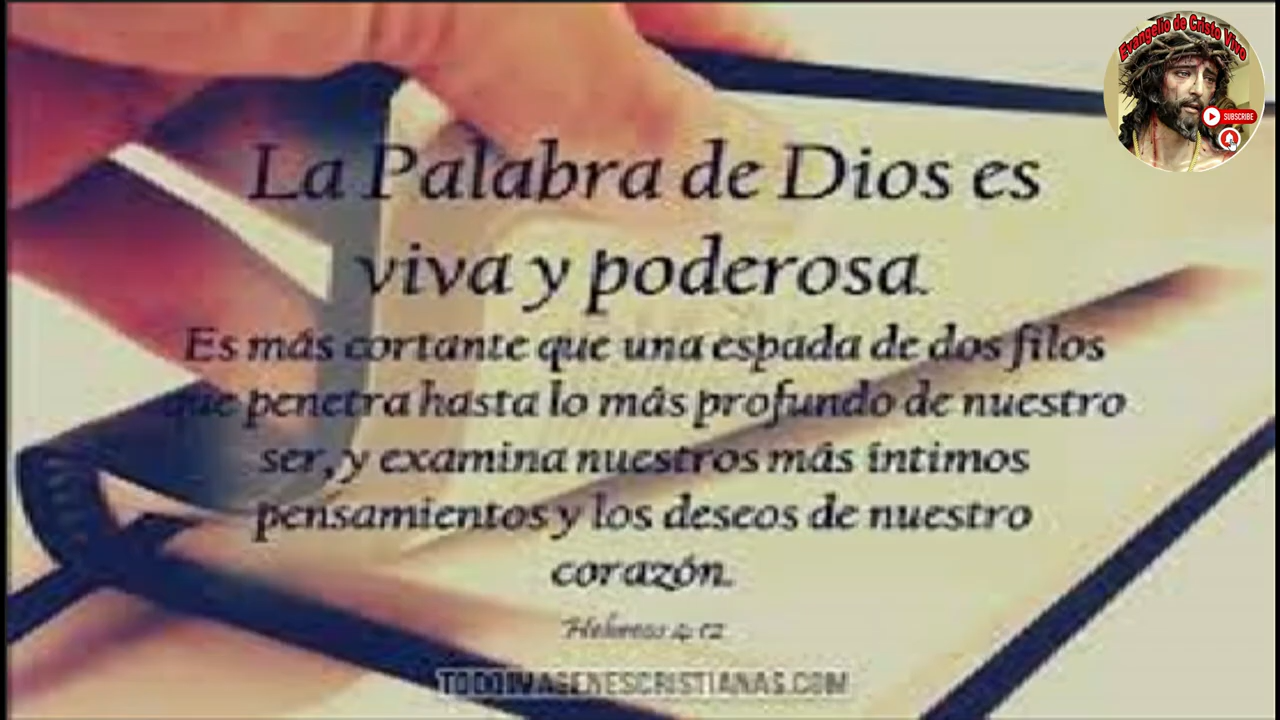 Evangelio de Cristo Vivo
SUBSCRIBE
La Palabra de Dios es
viva y poderosa.
Es más cortante que una espada de dos filos
que penetra hasta lo más profundo de nuestro
ser, y examina nuestros más íntimos
pensamientos y los deseos de nuestro
corazón.
Hebreos 4:12
TODOIMAGENESCRISTIANAS.COM